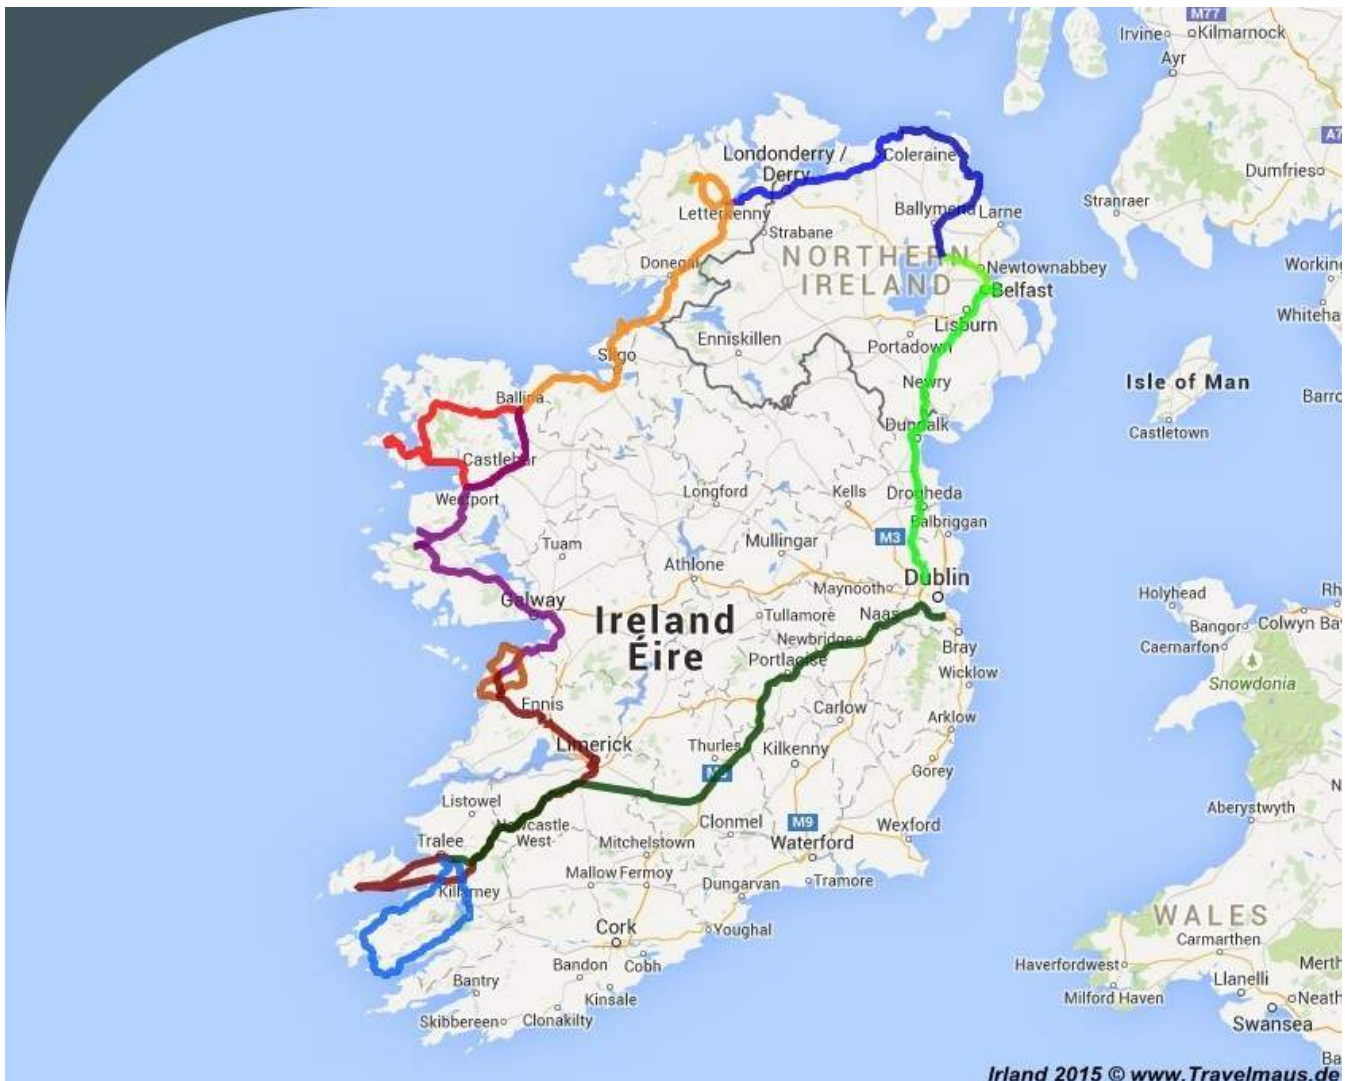 M77
Irvine
Kilmarnock
Ayr
A7
Londonderry /
Derry
Coleraine
Dumfries
Stranraer
Letterkenny
Ballymena
Larne
Strabane
NORTHERN
IRELAND
Donegal
Newtownabbey
Belfast
Working
Whiteha
Lisburn
Portadown
Enniskillen
Sligo
Newry
Isle of Man
Barro
Ballina
Castletown
Dundalk
Castlebar
Westport
Longford
Kells
Drogheda
Balbriggan
M3
Tuam
Mullingar
Athlone
Dublin
Maynooth
Holyhead
Rh
Galway
Ireland
Éire
Tullamore
Naas
Bangor
Colwyn Bay
Newbridge
Bray
Caernarfon
Portlaoise
Wicklow
Snowdonia
Ennis
Carlow
Arklow
Limerick
Thurles
Kilkenny
Gorey
N
Listowel
Aberystwyth
Newcastle
West
Clonmel
M9
Wexford
Tralee
Mitchelstown
Waterford
Mallow
Fermoy
Dungarvan
Tramore
Killarney
Cork
Youghal
WALES
Carmarthen
Bandon
Cobh
Haverfordwest
Merth
Bantry
Llanelli
Kinsale
Milford Haven
Neath
Skibbereen
Clonakilty
Swansea
Ba
Irland 2015 © www.Travelmaus.de